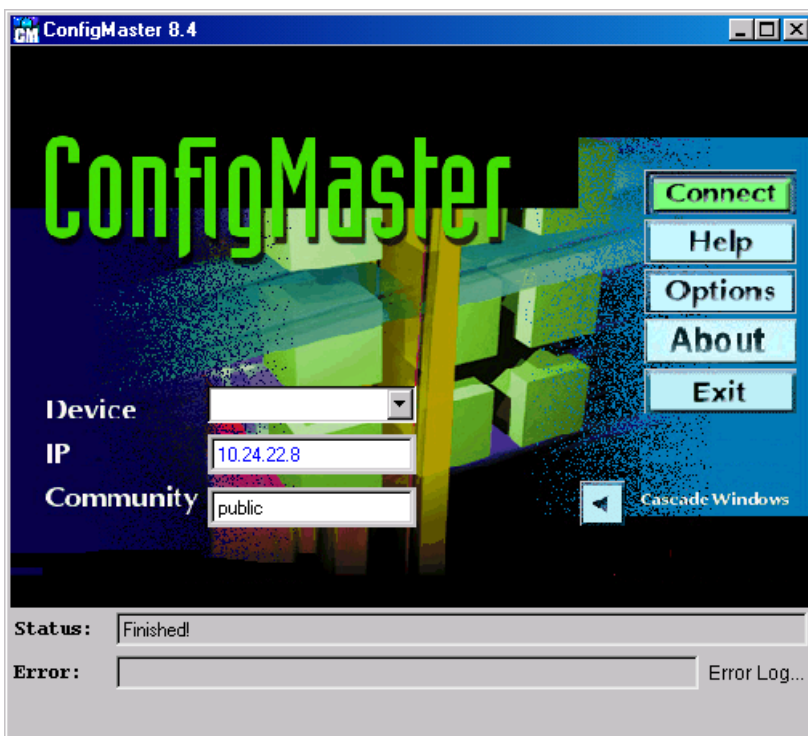 ConfigMaster 8.4
ConfigMaster
Connect
Help
Options
About
Exit
Device
IP
10.24.22.8
Community
public
Cascade Windows
Status:
Finished!
Error:
Error Log...